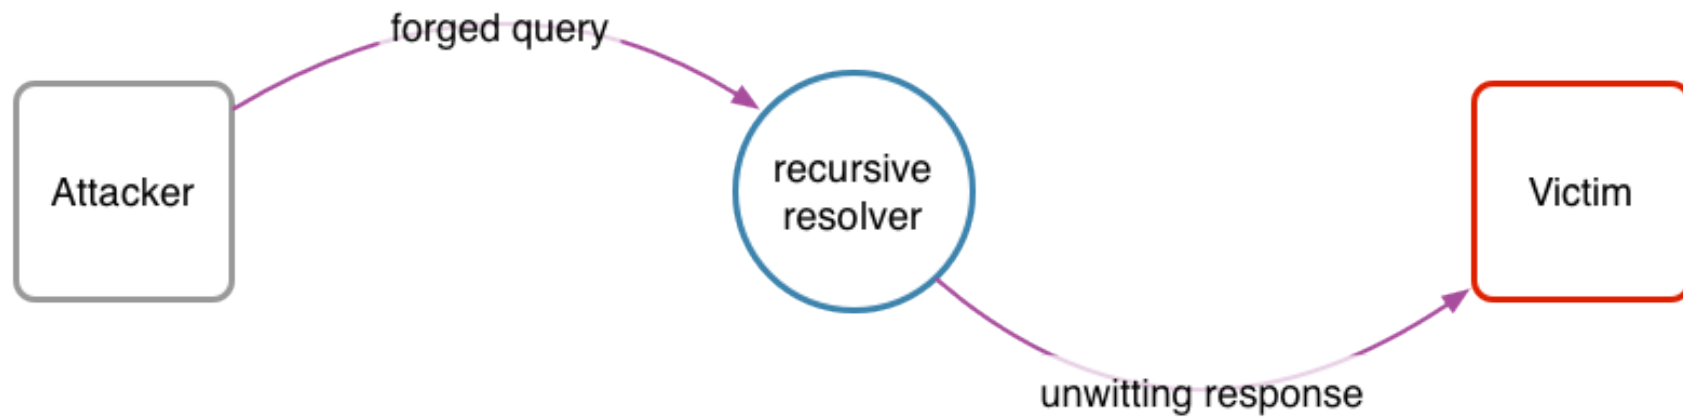 forged query
Attacker
recursive
resolver
Victim
unwitting response